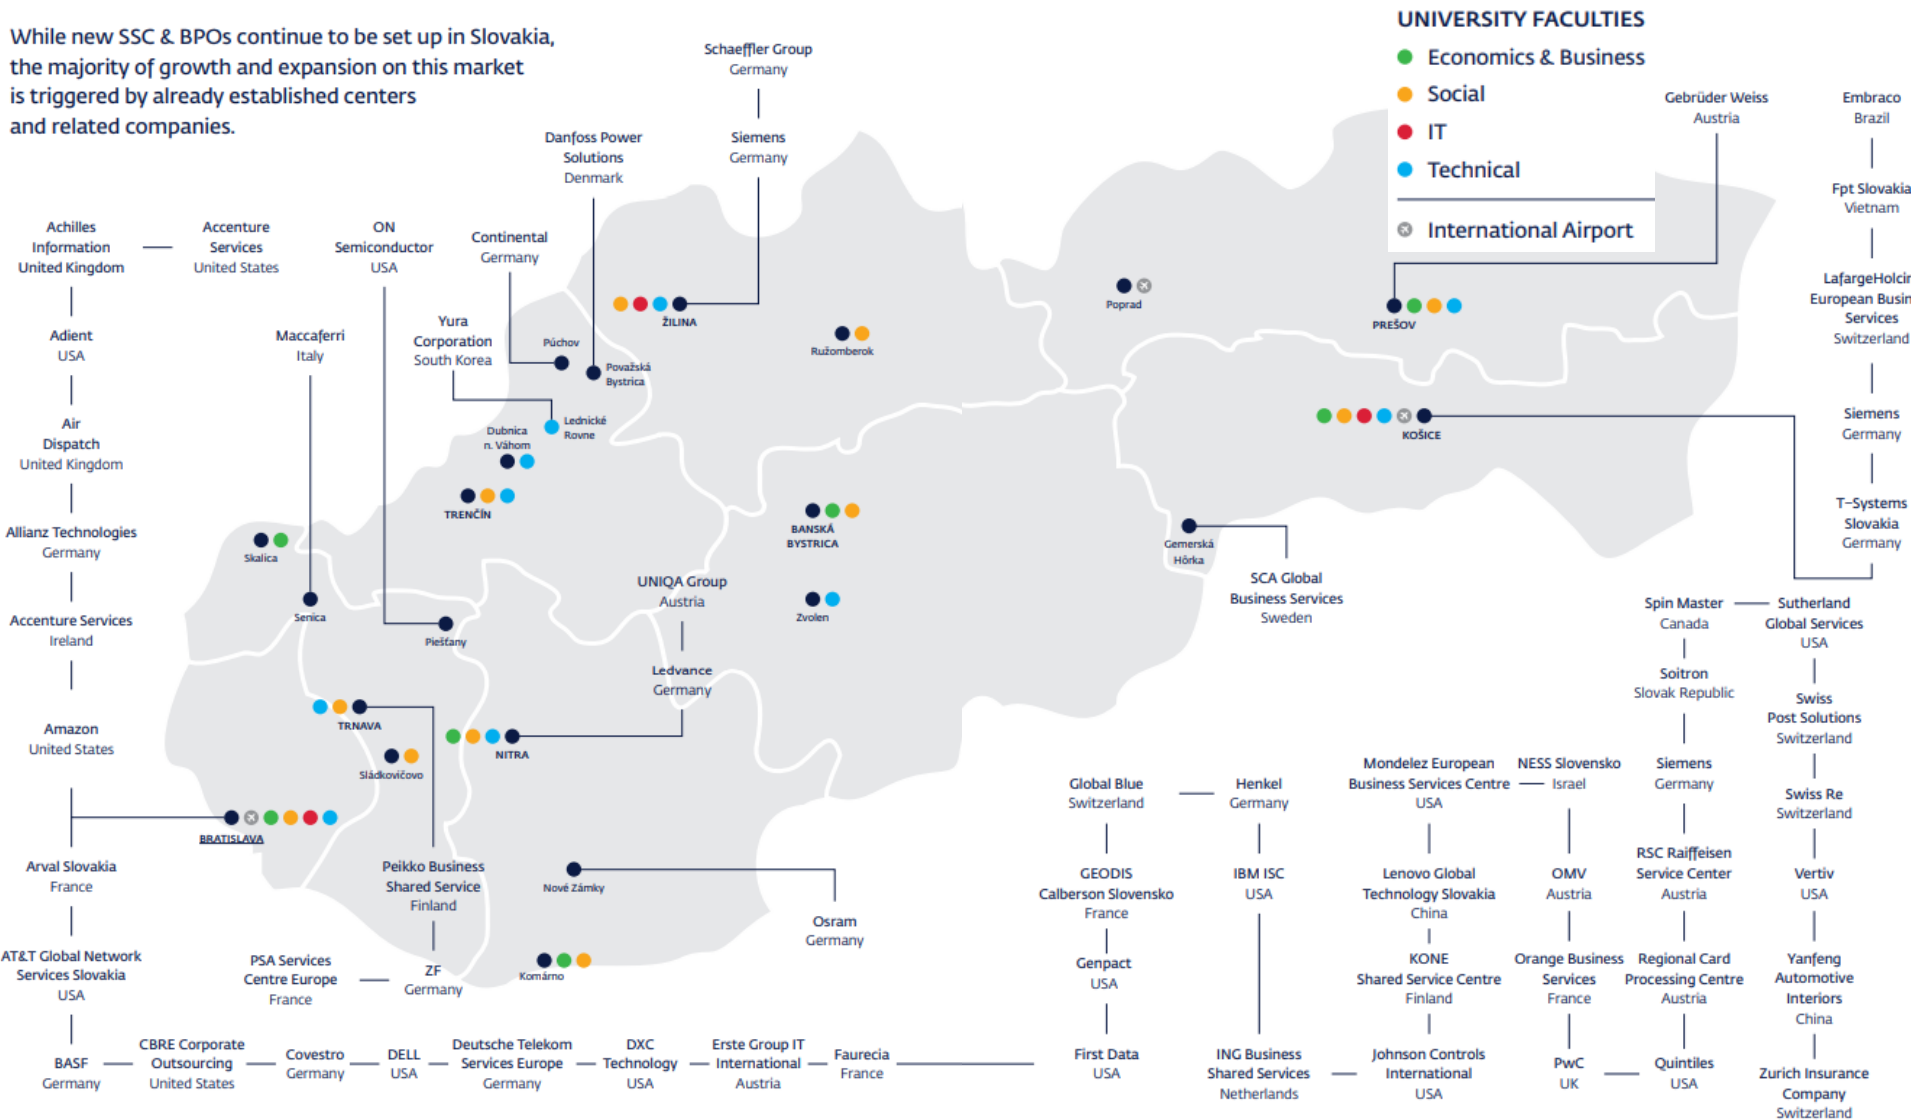 While new SSC & BPOs continue to be set up in Slovakia,
the majority of growth and expansion on this market
is triggered by already established centers
and related companies.
UNIVERSITY FACULTIES
Economics & Business
Social
IT
Technical
International Airport
Schaeffler Group
Germany
Siemens
Germany
Danfoss Power
Solutions
Denmark
Gebrüder Weiss
Austria
Embraco
Brazil
Fpt Slovakia
Vietnam
LafargeHolcim
European Busin
Services
Switzerland
Siemens
Germany
T-Systems
Slovakia
Germany
Achilles
Information
United Kingdom
Accenture
Services
United States
ON
Semiconductor
USA
Continental
Germany
Yura
Corporation
South Korea
Maccaferri
Italy
Adient
USA
Air
Dispatch
United Kingdom
Allianz Technologies
Germany
Accenture Services
Ireland
Amazon
United States
Arval Slovakia
France
AT&T Global Network
Services Slovakia
USA
BASF
Germany
CBRE Corporate
Outsourcing
United States
Covestro
Germany
DELL
USA
Deutsche Telekom
Services Europe
Germany
DXC
Technology
USA
Erste Group IT
International
Austria
Faurecia
France
First Data
USA
Genpact
USA
GEODIS
Calberson Slovensko
France
Global Blue
Switzerland
Henkel
Germany
IBM ISC
USA
ING Business
Shared Services
Netherlands
Johnson Controls
International
USA
KONE
Shared Service Centre
Finland
Lenovo Global
Technology Slovakia
China
Mondelez European
Business Services Centre
USA
NESS Slovensko
Israel
OMV
Austria
Orange Business
Services
France
PwC
UK
Quintiles
USA
Regional Card
Processing Centre
Austria
RSC Raiffeisen
Service Center
Austria
Siemens
Germany
Soitron
Slovak Republic
Spin Master
Canada
Sutherland
Global Services
USA
Swiss
Post Solutions
Switzerland
Swiss Re
Switzerland
Vertiv
USA
Yanfeng
Automotive
Interiors
China
Zurich Insurance
Company
Switzerland
ŽILINA
Púchov
Považská
Bystrica
Lednické
Rovne
Dubnica
n. Váhom
TRENČÍN
Ružomberok
Poprad
PREŠOV
KOŠICE
BANSKÁ
BYSTRICA
Zvolen
Gemerská
Hôrka
SCA Global
Business Services
Sweden
Skalica
Senica
Piešťany
UNIQA Group
Austria
Ledvance
Germany
TRNAVA
Sládkovičovo
NITRA
BRATISLAVA
Peikko Business
Shared Service
Finland
ZF
Germany
PSA Services
Centre Europe
France
Nové Zámky
Osram
Germany
Komárno